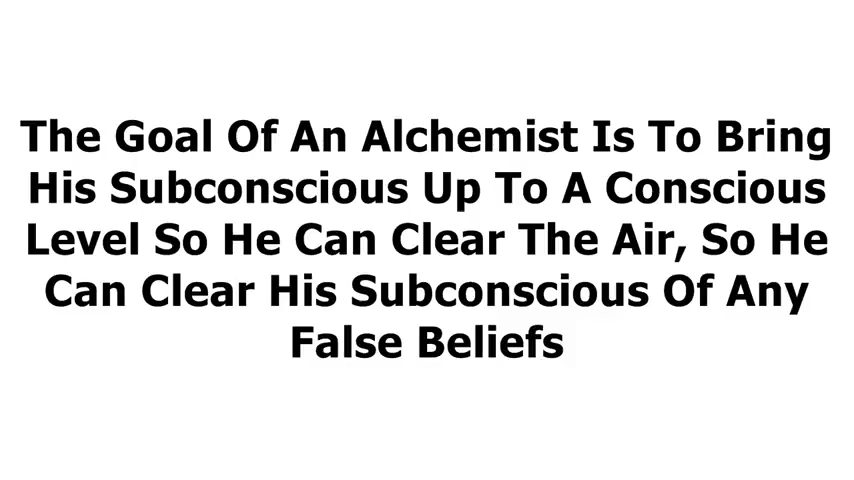 The Goal Of An Alchemist Is To Bring
His Subconscious Up To A Conscious
Level So He Can Clear The Air, So He
Can Clear His Subconscious Of Any
False Beliefs